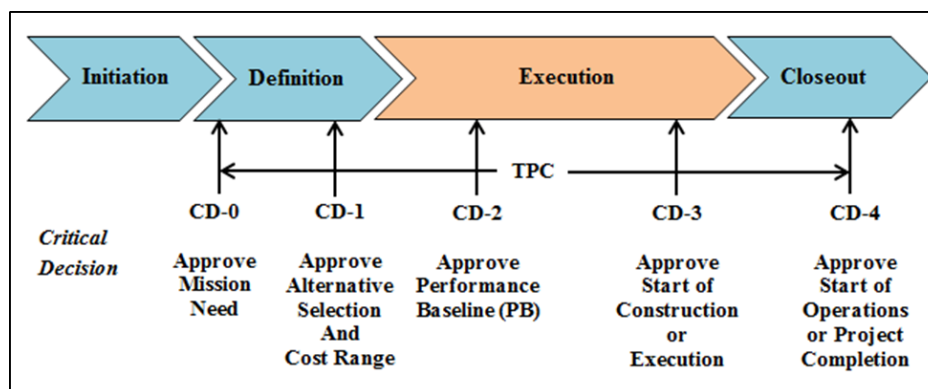 Initiation
Definition
Execution
Closeout
TPC
CD-0
CD-1
CD-2
CD-3
CD-4
Critical
Decision
Approve
Mission
Need
Approve
Alternative
Selection
And
Cost Range
Approve
Performance
Baseline (PB)
Approve
Start of
Construction
or
Execution
Approve
Start of
Operations
or Project
Completion